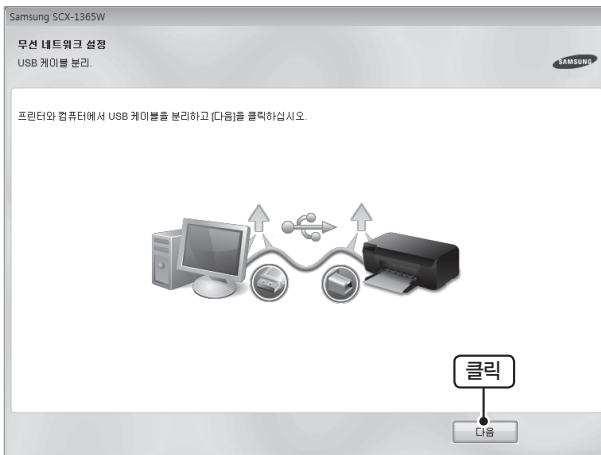 Samsung SCX-1365W
무선 네트워크 설정
USB 케이블 분리.
SAMSUNG
프린터와 컴퓨터에서 USB 케이블을 분리하고 [다음]을 클릭하십시오.
클릭
다음